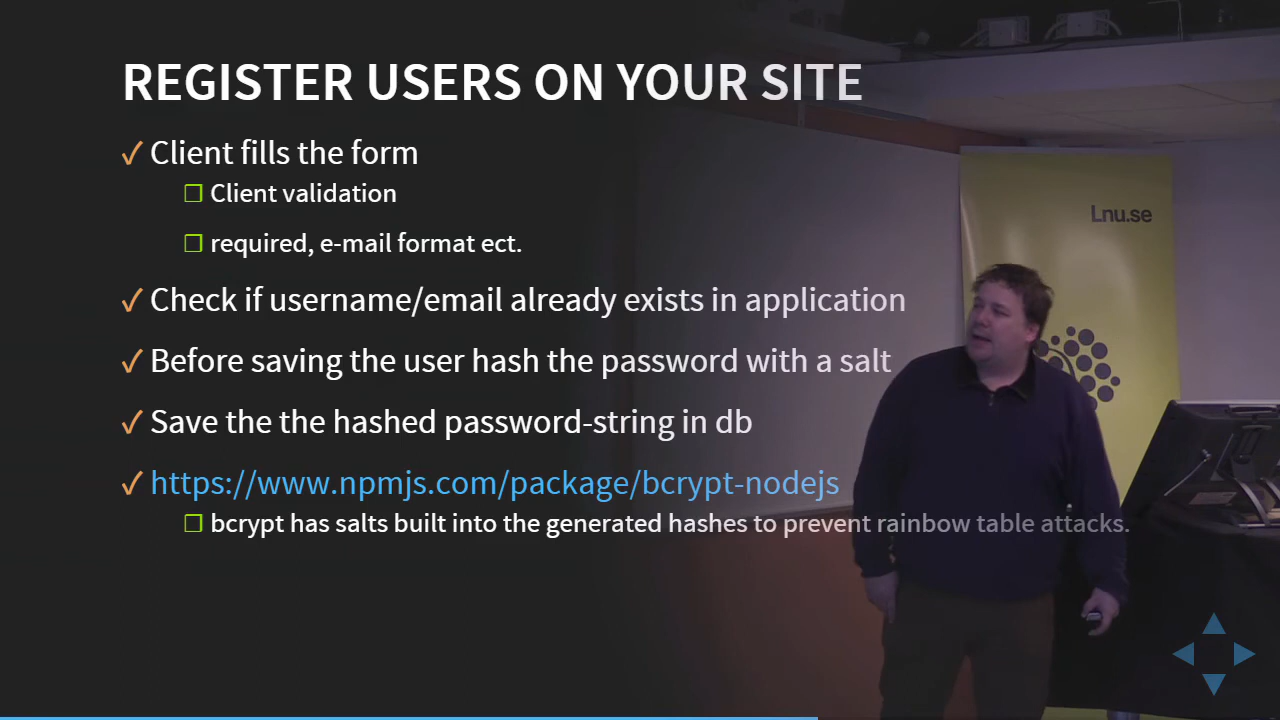 REGISTER USERS ON YOUR SITE
✓ Client fills the form
❒ Client validation
❒ required, e-mail format ect.
✓ Check if username/email already exists in application
✓ Before saving the user hash the password with a salt
✓ Save the the hashed password-string in db
✓ https://www.npmjs.com/package/bcrypt-nodejs
❒ bcrypt has salts built into the generated hashes to prevent rainbow table attacks.
Lnu.se